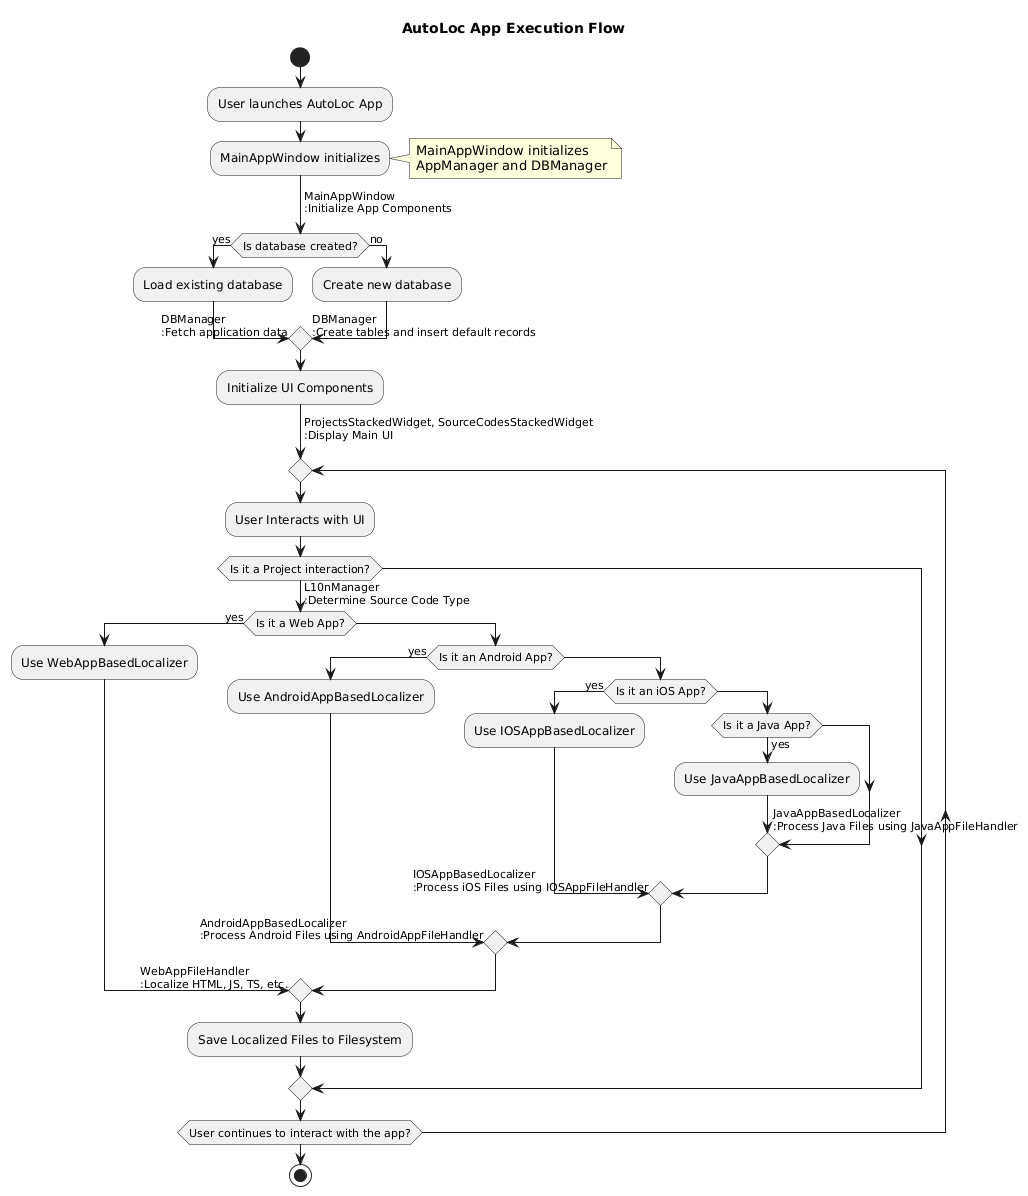 AutoLoc App Execution Flow
User launches AutoLoc App
MainAppWindow initializes
MainAppWindow initializes
AppManager and DBManager
MainAppWindow
:Initialize App Components
yes
Is database created?
no
Load existing database
Create new database
DBManager
:Fetch application data
DBManager
:Create tables and insert default records
Initialize UI Components
ProjectsStackedWidget, SourceCodesStackedWidget
:Display Main UI
User Interacts with UI
Is it a Project interaction?
L10nManager
:Determine Source Code Type
yes
Is it a Web App?
Use WebAppBasedLocalizer
yes
Is it an Android App?
Use AndroidAppBasedLocalizer
yes
Is it an iOS App?
Use IOSAppBasedLocalizer
Is it a Java App?
yes
Use JavaAppBasedLocalizer
JavaAppBasedLocalizer
:Process Java Files using JavaAppFileHandler
IOSAppBasedLocalizer
:Process iOS Files using IOSAppFileHandler
AndroidAppBasedLocalizer
:Process Android Files using AndroidAppFileHandler
WebAppFileHandler
:Localize HTML, JS, TS, etc.
Save Localized Files to Filesystem
User continues to interact with the app?